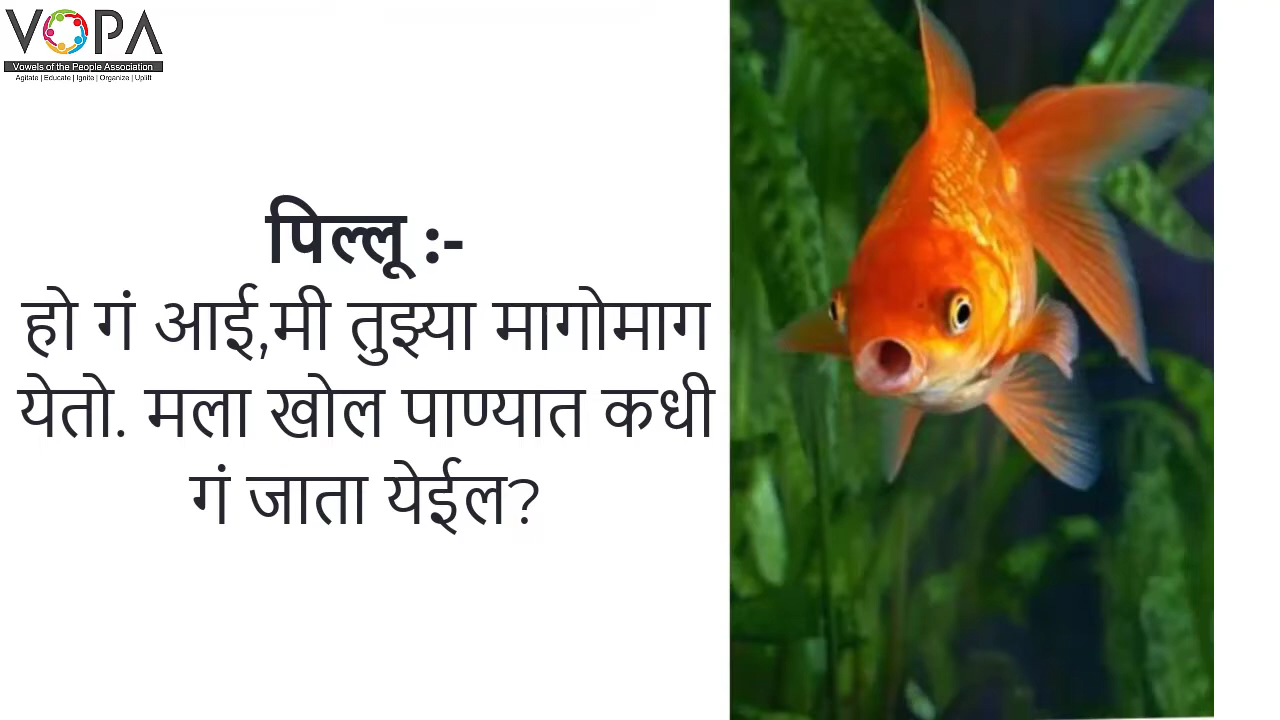 VOPA
Vowels of the People Association
Agitate | Educate | Ignite | Organize | Uplift
पिल्लू :-
हो गं आई,मी तुझ्या मागोमाग
येतो. मला खोल पाण्यात कधी
गं जाता येईल?